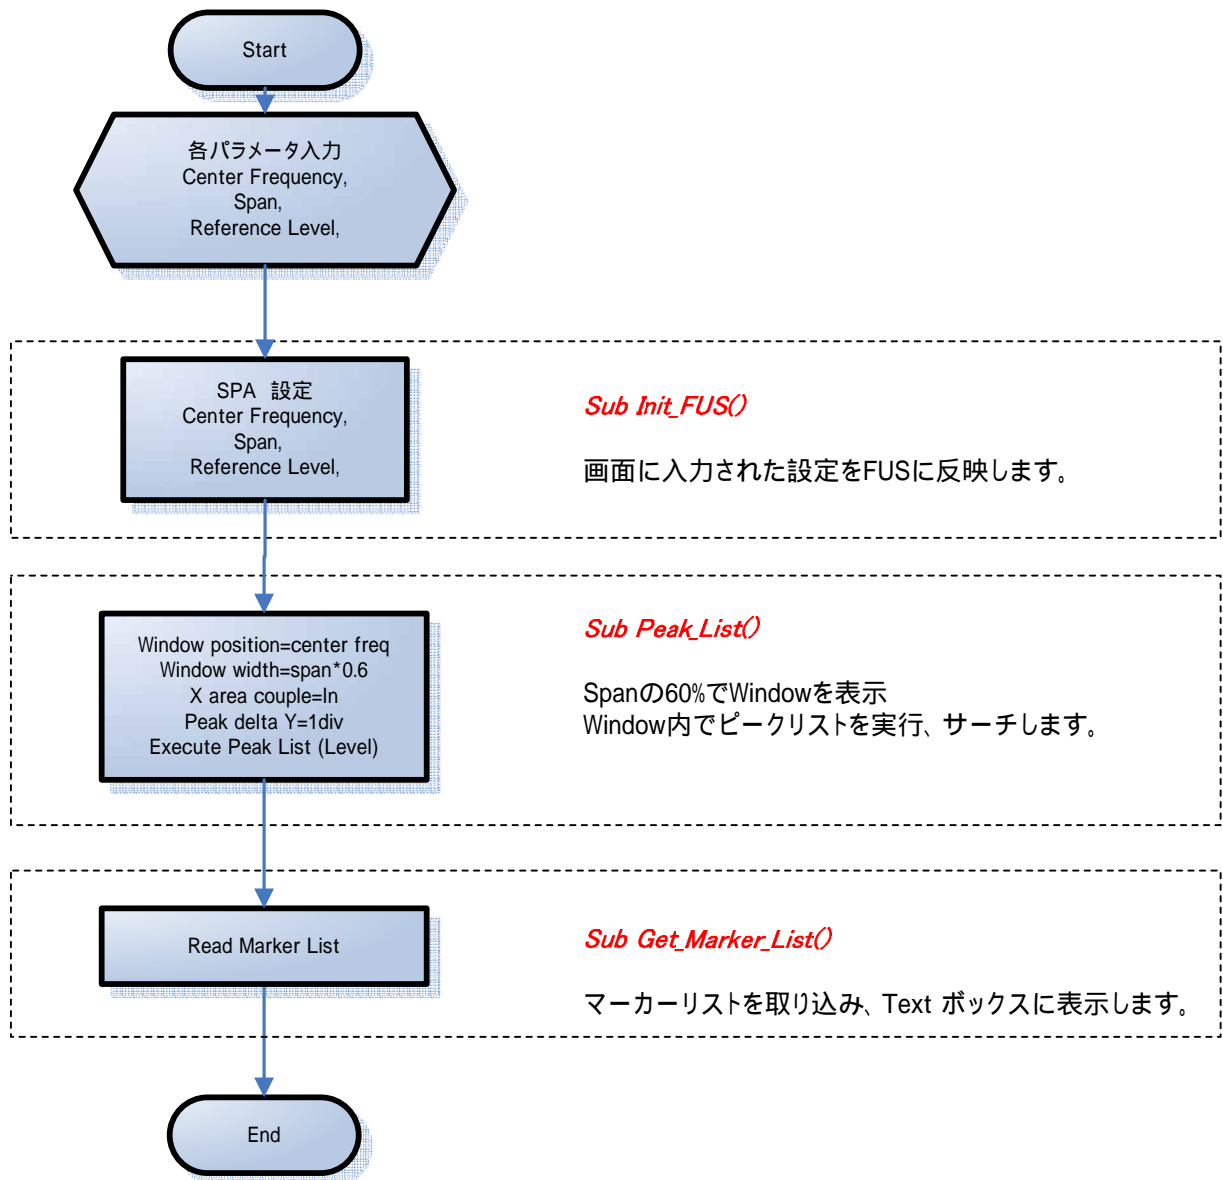 Start
各パラメータ入力
Center Frequency,
Span,
Reference Level,
SPA 設定
Center Frequency,
Span,
Reference Level,
Sub Init_FUS()
画面に入力された設定をFUSに反映します。
Window position=center freq
Window width=span*0.6
X area couple=In
Peak delta Y=1div
Execute Peak List (Level)
Sub Peak_List()
Spanの60%でWindowを表示
Window内でピークリストを実行、サーチします。
Read Marker List
Sub Get_Marker_List()
マーカーリストを取り込み、Text ボックスに表示します。
End